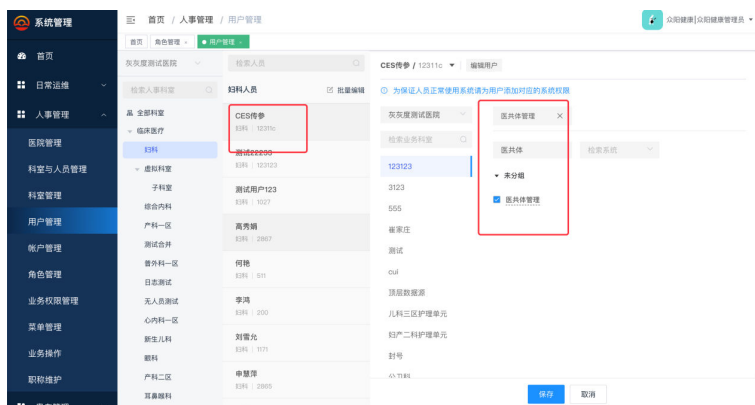 系统管理
首页
日常运维
人事管理
医院管理
科室与人员管理
科室管理
用户管理
帐户管理
角色管理
业务权限管理
菜单管理
业务操作
职称维护
首页 / 人事管理 / 用户管理
众阳健康|众阳健康管理员
首页
角色管理 ×
用户管理 ×
灰灰度测试医院
检索人事科室
全部科室
临床医疗
妇科
虚拟科室
子科室
综合内科
产科一区
测试合并
普外科一区
日志测试
无人员测试
心内科一区
新生儿科
眼科
产科二区
耳鼻喉科
检索人员
妇科人员
批量编辑
CES传参
妇科 | 12311c
测试22233
妇科 | 123123
测试用户123
妇科 | 1027
高秀娟
妇科 | 2867
何艳
妇科 | 511
李鸿
妇科 | 200
刘雪允
妇科 | 1171
申慧萍
妇科 | 2865
CES传参 / 12311c
编辑用户
为保证人员正常使用系统请为用户添加对应的系统权限
灰灰度测试医院
检索业务科室
123123
3123
555
崔家庄
测试
cui
顶层数据源
儿科三区护理单元
妇产二科护理单元
封号
公卫科
医共体管理 ×
医共体
检索系统
未分组
医共体管理
保存
取消